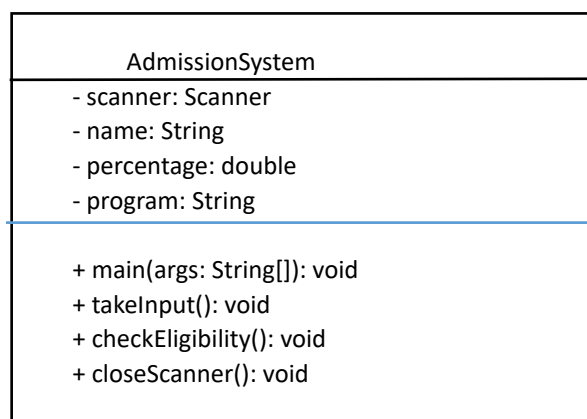 AdmissionSystem
- scanner: Scanner
- name: String
- percentage: double
- program: String
+ main(args: String[]): void
+ takeInput(): void
+ checkEligibility(): void
+ closeScanner(): void